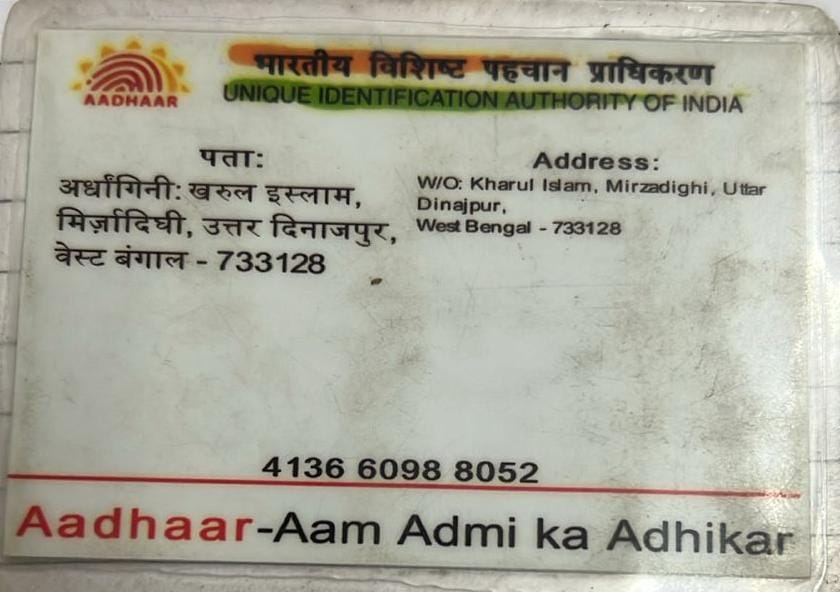 AADHAAR
भारतीय विशिष्ट पहचान प्राधिकरण
UNIQUE IDENTIFICATION AUTHORITY OF INDIA
पता:
अर्धांगिनी: खरुल इस्लाम,
मिर्ज़ादिघी, उत्तर दिनाजपुर,
वेस्ट बंगाल - 733128
Address:
W/O: Kharul Islam, Mirzadighi, Uttar
Dinajpur,
West Bengal - 733128
4136 6098 8052
Aadhaar-Aam Admi ka Adhikar